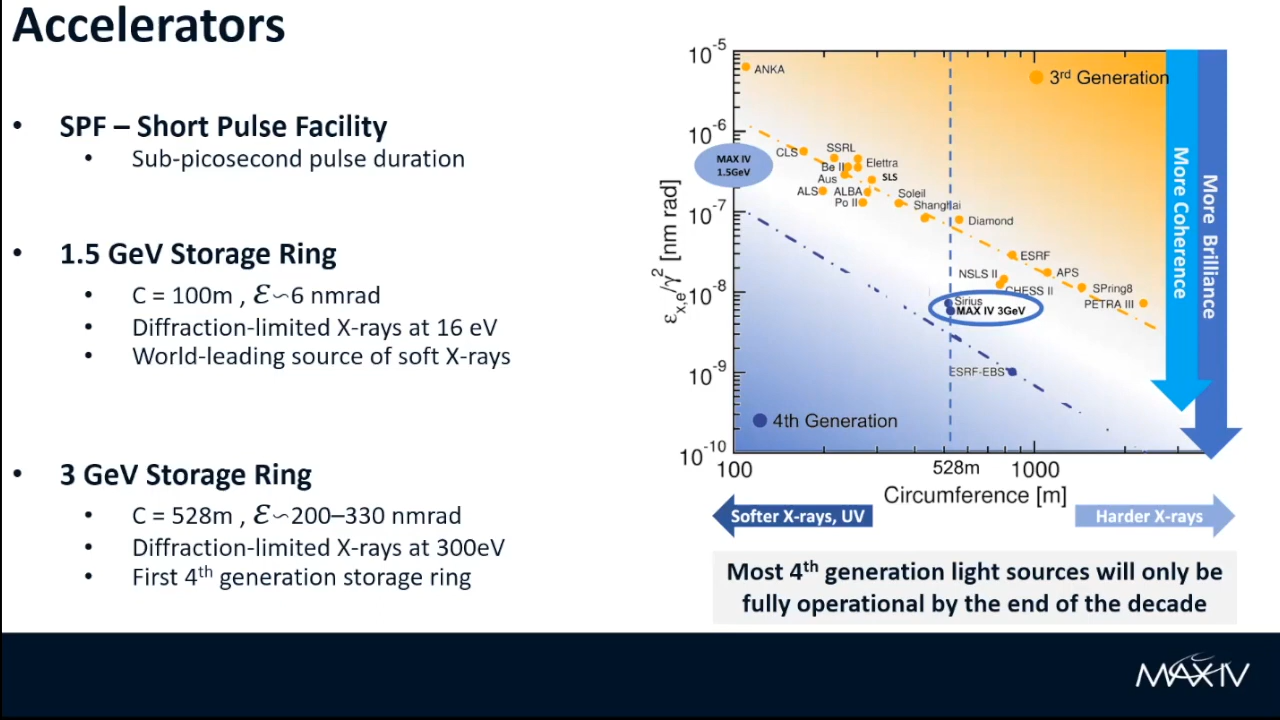 Accelerators
• SPF – Short Pulse Facility
• Sub-picosecond pulse duration
• 1.5 GeV Storage Ring
• C = 100m , ℰ∽6 nmrad
• Diffraction-limited X-rays at 16 eV
• World-leading source of soft X-rays
• 3 GeV Storage Ring
• C = 528m , ℰ∽200–330 nmrad
• Diffraction-limited X-rays at 300eV
• First 4th generation storage ring
10-5
10-6
10-7
10-8
10-9
10-10
εx,e/γ2 [nm rad]
ANKA
3rd Generation
CLS
SSRL
Be II
Elettra
Aus
SLS
ALS
ALBA
Soleil
Po II
Shanghai
Diamond
ESRF
NSLS II
APS
CHESS II
SPring8
PETRA III
Sirius
MAX IV 3GeV
ESRF-EBS
MAX IV
1.5GeV
4th Generation
More Coherence
More Brilliance
100
528m
1000
Circumference [m]
Softer X-rays, UV
Harder X-rays
Most 4th generation light sources will only be
fully operational by the end of the decade
MAX IV